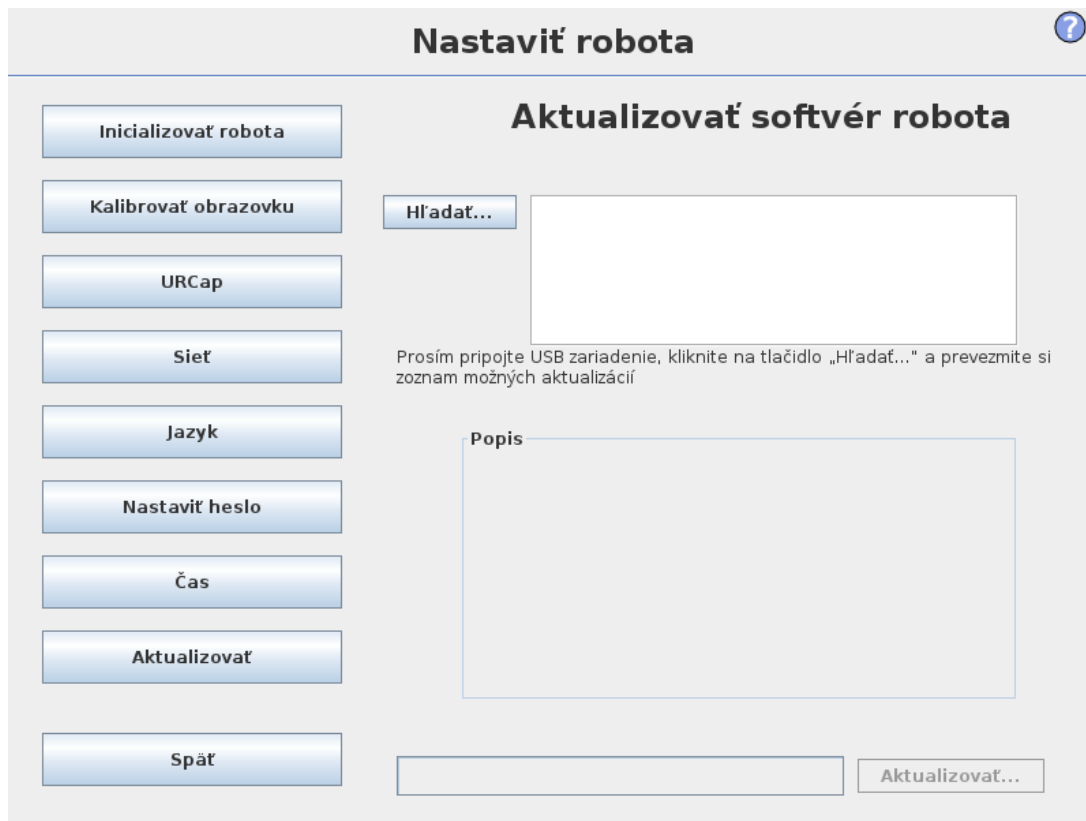 Nastaviť robota
?
Inicializovať robota
Kalibrovať obrazovku
URCap
Sieť
Jazyk
Nastaviť heslo
Čas
Aktualizovať
Späť
Aktualizovať softvér robota
Hľadať...
Prosím pripojte USB zariadenie, kliknite na tlačidlo „Hľadať..." a prevezmite si
zoznam možných aktualizácií
Popis
Aktualizovať...